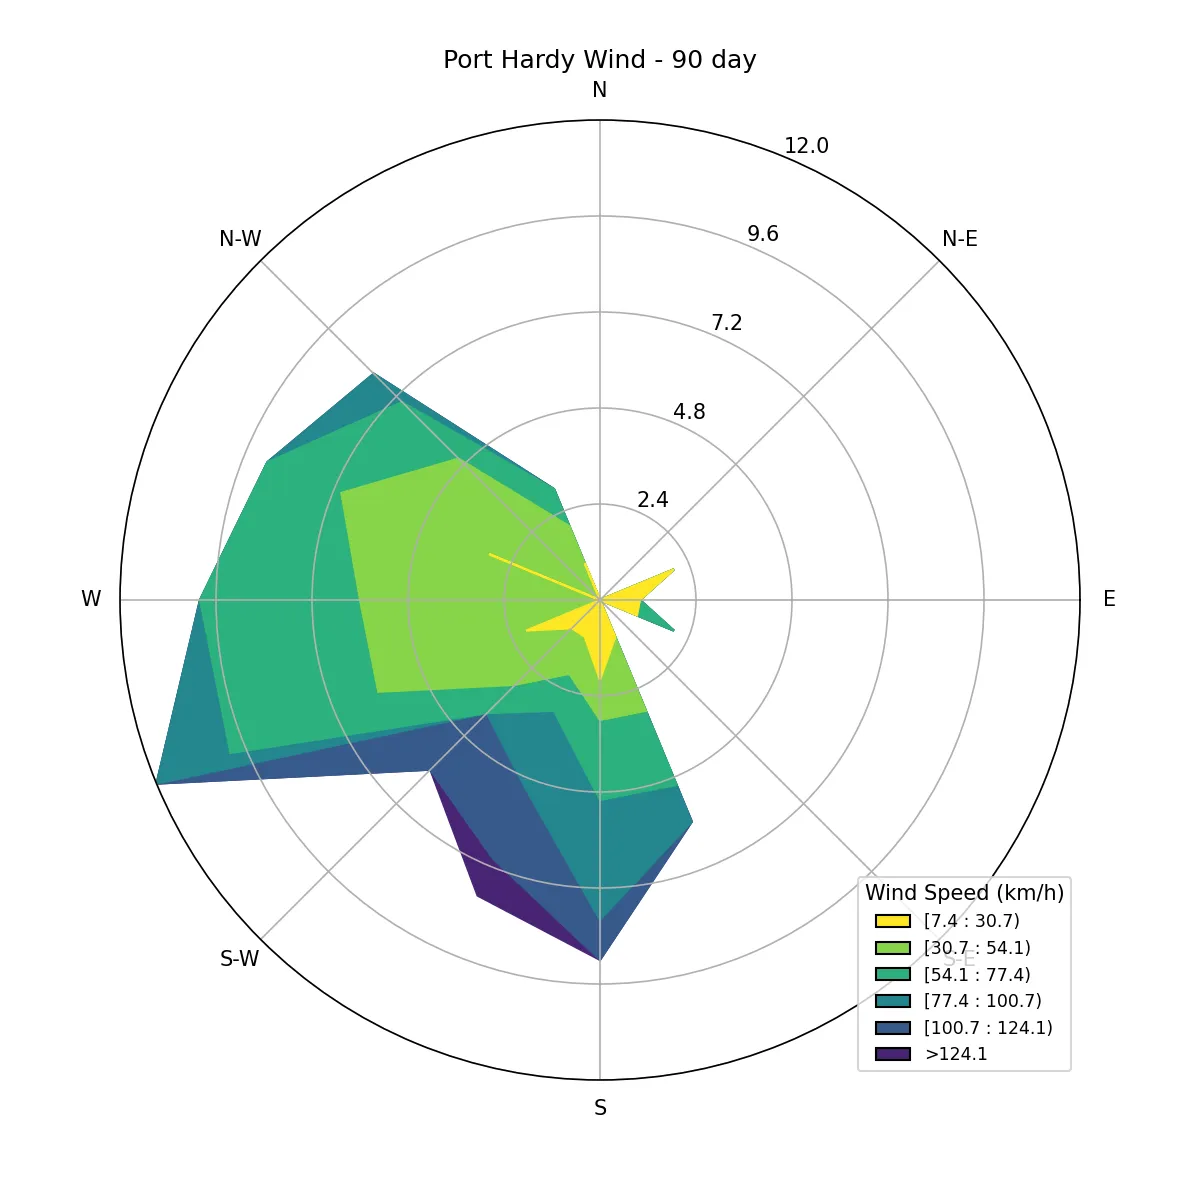 Port Hardy Wind - 90 day
N
12.0
N-W
N-E
9.6
7.2
4.8
2.4
W
E
S-W
S-E
S
Wind Speed (km/h)
[7.4 : 30.7)
[30.7 : 54.1)
[54.1 : 77.4)
[77.4 : 100.7)
[100.7 : 124.1)
>124.1